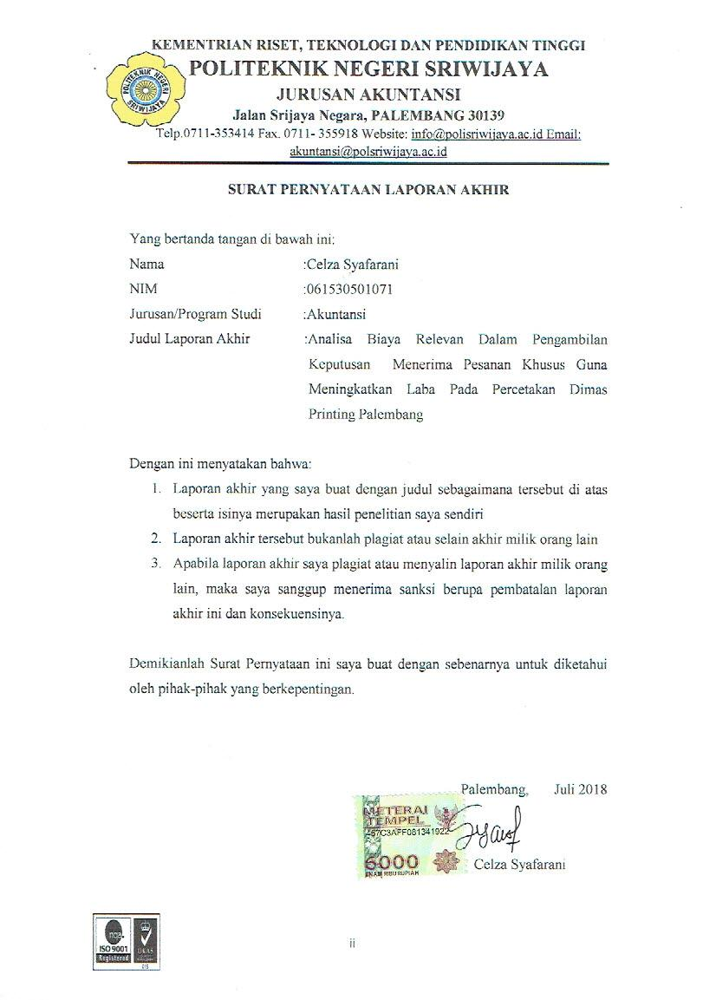 KEMENTRIAN RISET, TEKNOLOGI DAN PENDIDIKAN TINGGI
POLITEKNIK NEGERI SRIWIJAYA
JURUSAN AKUNTANSI
Jalan Srijaya Negara, PALEMBANG 30139
Telp.0711-353414 Fax. 0711- 355918 Website: info@polisriwijaya.ac.id Email:
akuntansi@polsriwijaya.ac.id
POLITEKNIK NEGERI
SRIWIJAYA
SURAT PERNYATAAN LAPORAN AKHIR
Yang bertanda tangan di bawah ini:
Nama :Celza Syafarani
NIM :061530501071
Jurusan/Program Studi :Akuntansi
Judul Laporan Akhir :Analisa Biaya Relevan Dalam Pengambilan
Keputusan Menerima Pesanan Khusus Guna
Meningkatkan Laba Pada Percetakan Dimas
Printing Palembang
Dengan ini menyatakan bahwa:
1. Laporan akhir yang saya buat dengan judul sebagaimana tersebut di atas
beserta isinya merupakan hasil penelitian saya sendiri
2. Laporan akhir tersebut bukanlah plagiat atau selain akhir milik orang lain
3. Apabila laporan akhir saya plagiat atau menyalin laporan akhir milik orang
lain, maka saya sanggup menerima sanksi berupa pembatalan laporan
akhir ini dan konsekuensinya.
Demikianlah Surat Pernyataan ini saya buat dengan sebenarnya untuk diketahui
oleh pihak-pihak yang berkepentingan.
Palembang, Juli 2018
METERAI
TEMPEL
6000
ENAM RIBU RUPIAH
Celza Syafarani
nqa.
ISO 9001
Registered
UKAS
ii